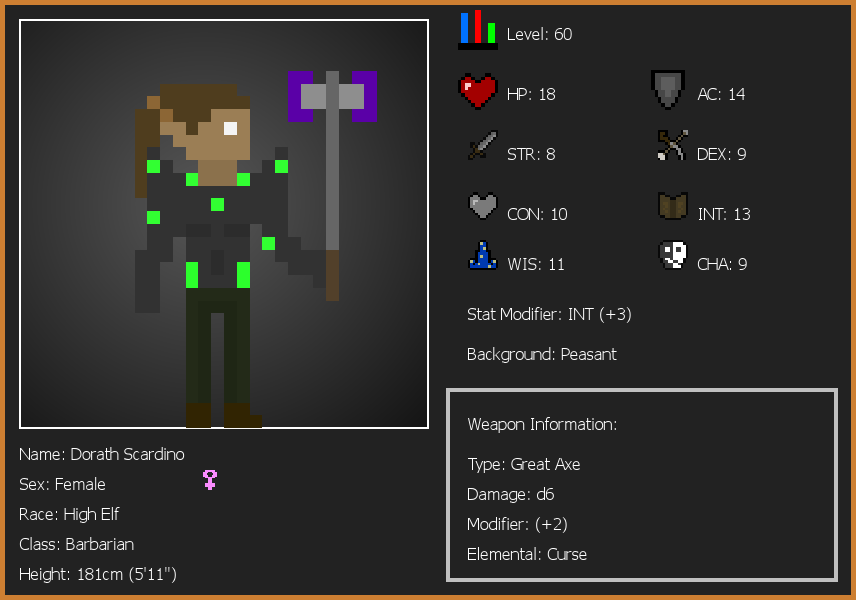 Level: 60
HP: 18
AC: 14
STR: 8
DEX: 9
CON: 10
INT: 13
WIS: 11
CHA: 9
Stat Modifier: INT (+3)
Background: Peasant
Weapon Information:
Type: Great Axe
Damage: d6
Modifier: (+2)
Elemental: Curse
Name: Dorath Scardino
Sex: Female
Race: High Elf
Class: Barbarian
Height: 181cm (5'11")